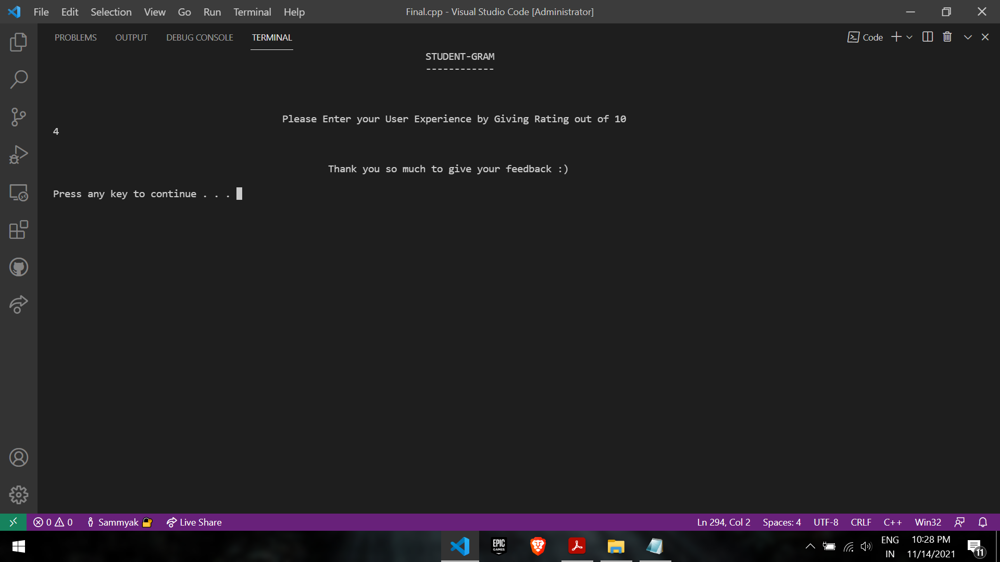 File Edit Selection View Go Run Terminal Help Final.cpp - Visual Studio Code [Administrator]
PROBLEMS OUTPUT DEBUG CONSOLE TERMINAL Code
STUDENT-GRAM
------------
Please Enter your User Experience by Giving Rating out of 10
4
Thank you so much to give your feedback :)
Press any key to continue . . .
0 0 Sammyak Live Share Ln 294, Col 2 Spaces: 4 UTF-8 CRLF C++ Win32
EPIC GAMES
ENG 10:28 PM
IN 11/14/2021 11